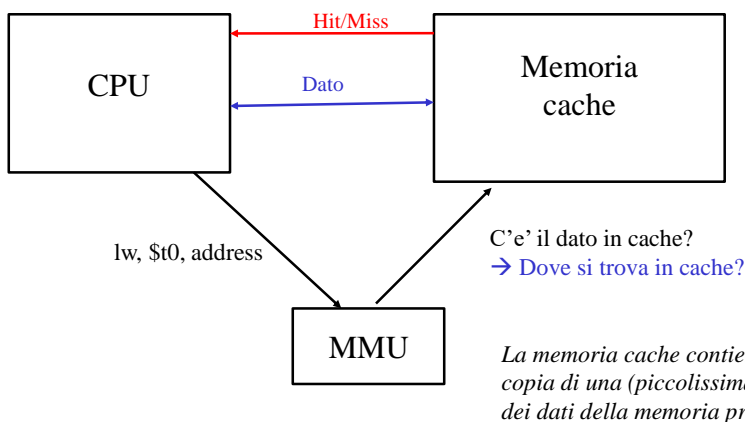 Hit/Miss
CPU
Dato
Memoria
cache
lw, $t0, address
C'e' il dato in cache?
→ Dove si trova in cache?
MMU
La memoria cache contie
copia di una (piccolissima
dei dati della memoria pr